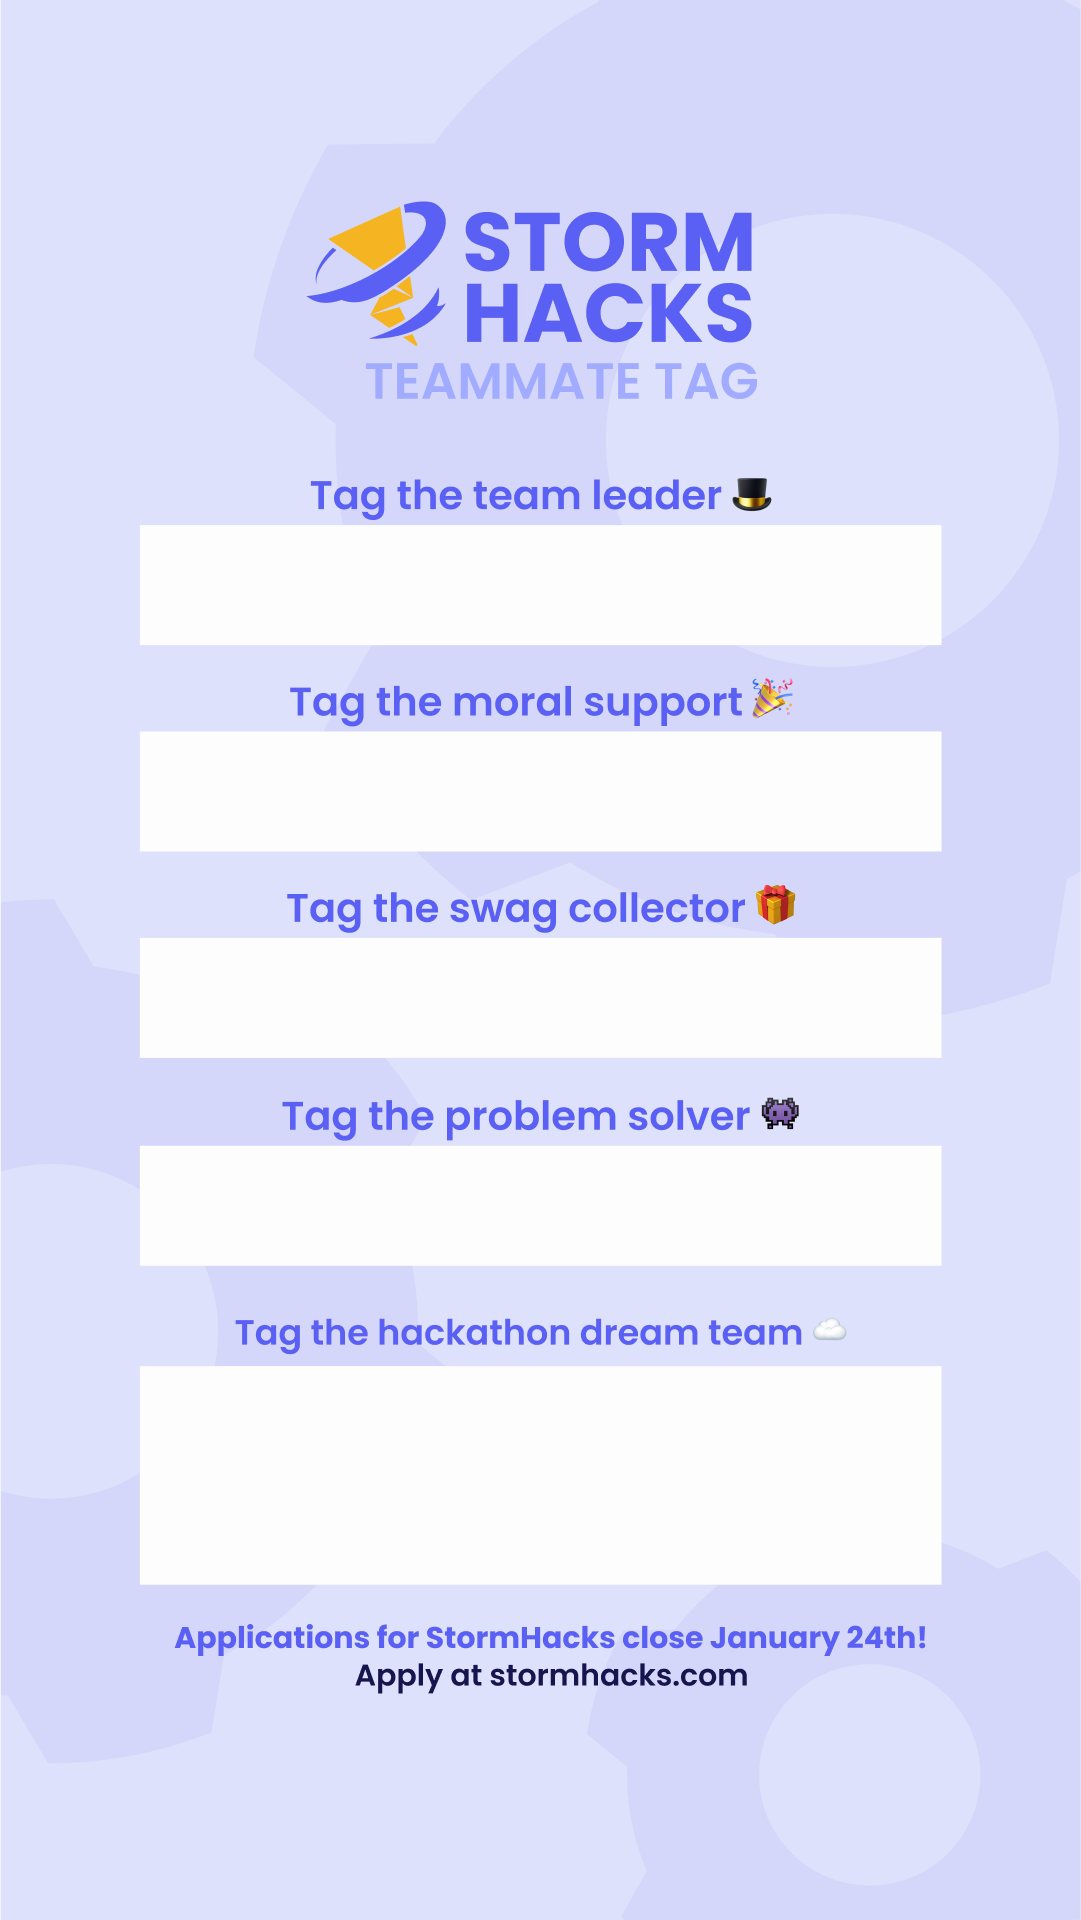 STORM
HACKS
TEAMMATE TAG
Tag the team leader 🎩
Tag the moral support 🎉
Tag the swag collector 🎁
Tag the problem solver 👾
Tag the hackathon dream team ☁️
Applications for StormHacks close January 24th!
Apply at stormhacks.com